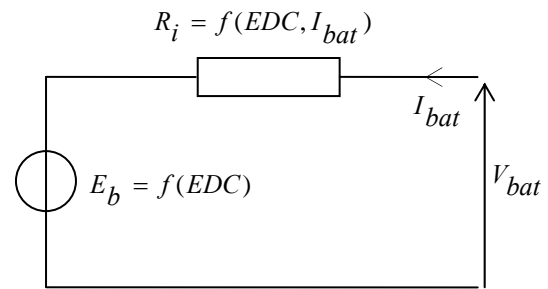 R_i = f(EDC, I_bat)
I_bat
E_b = f(EDC)
V_bat